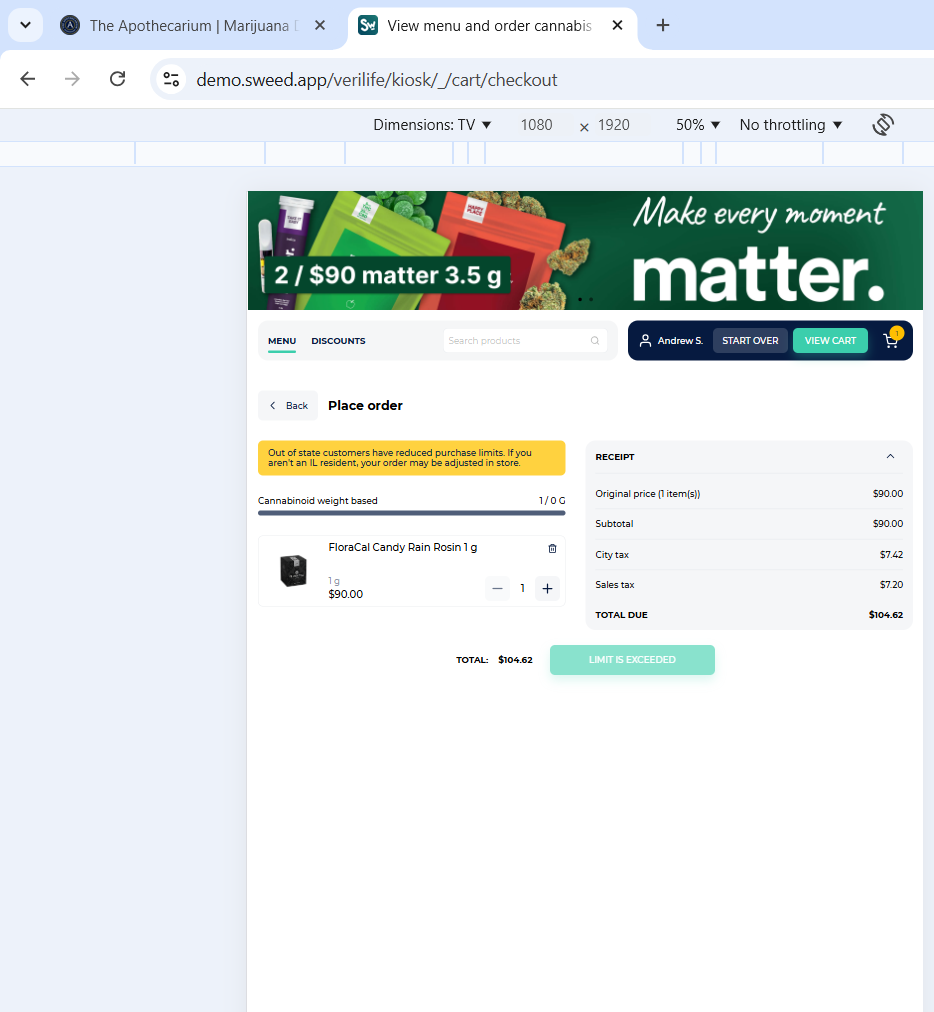 The Apothecarium | Marijuana D
View menu and order cannabis
demo.sweed.app/verilife/kiosk/_/cart/checkout
Dimensions: TV 1080 × 1920 50% No throttling
Make every moment
matter.
2 / $90 matter 3.5 g
HAPPY PLACE
MENU DISCOUNTS Search products
Andrew S. START OVER VIEW CART 1
Back Place order
Out of state customers have reduced purchase limits. If you
aren't an IL resident, your order may be adjusted in store.
Cannabinoid weight based 1 / 0 G
FloraCal Candy Rain Rosin 1 g
1 g
$90.00
− 1 +
RECEIPT
Original price (1 item(s)) $90.00
Subtotal $90.00
City tax $7.42
Sales tax $7.20
TOTAL DUE $104.62
TOTAL: $104.62 LIMIT IS EXCEEDED